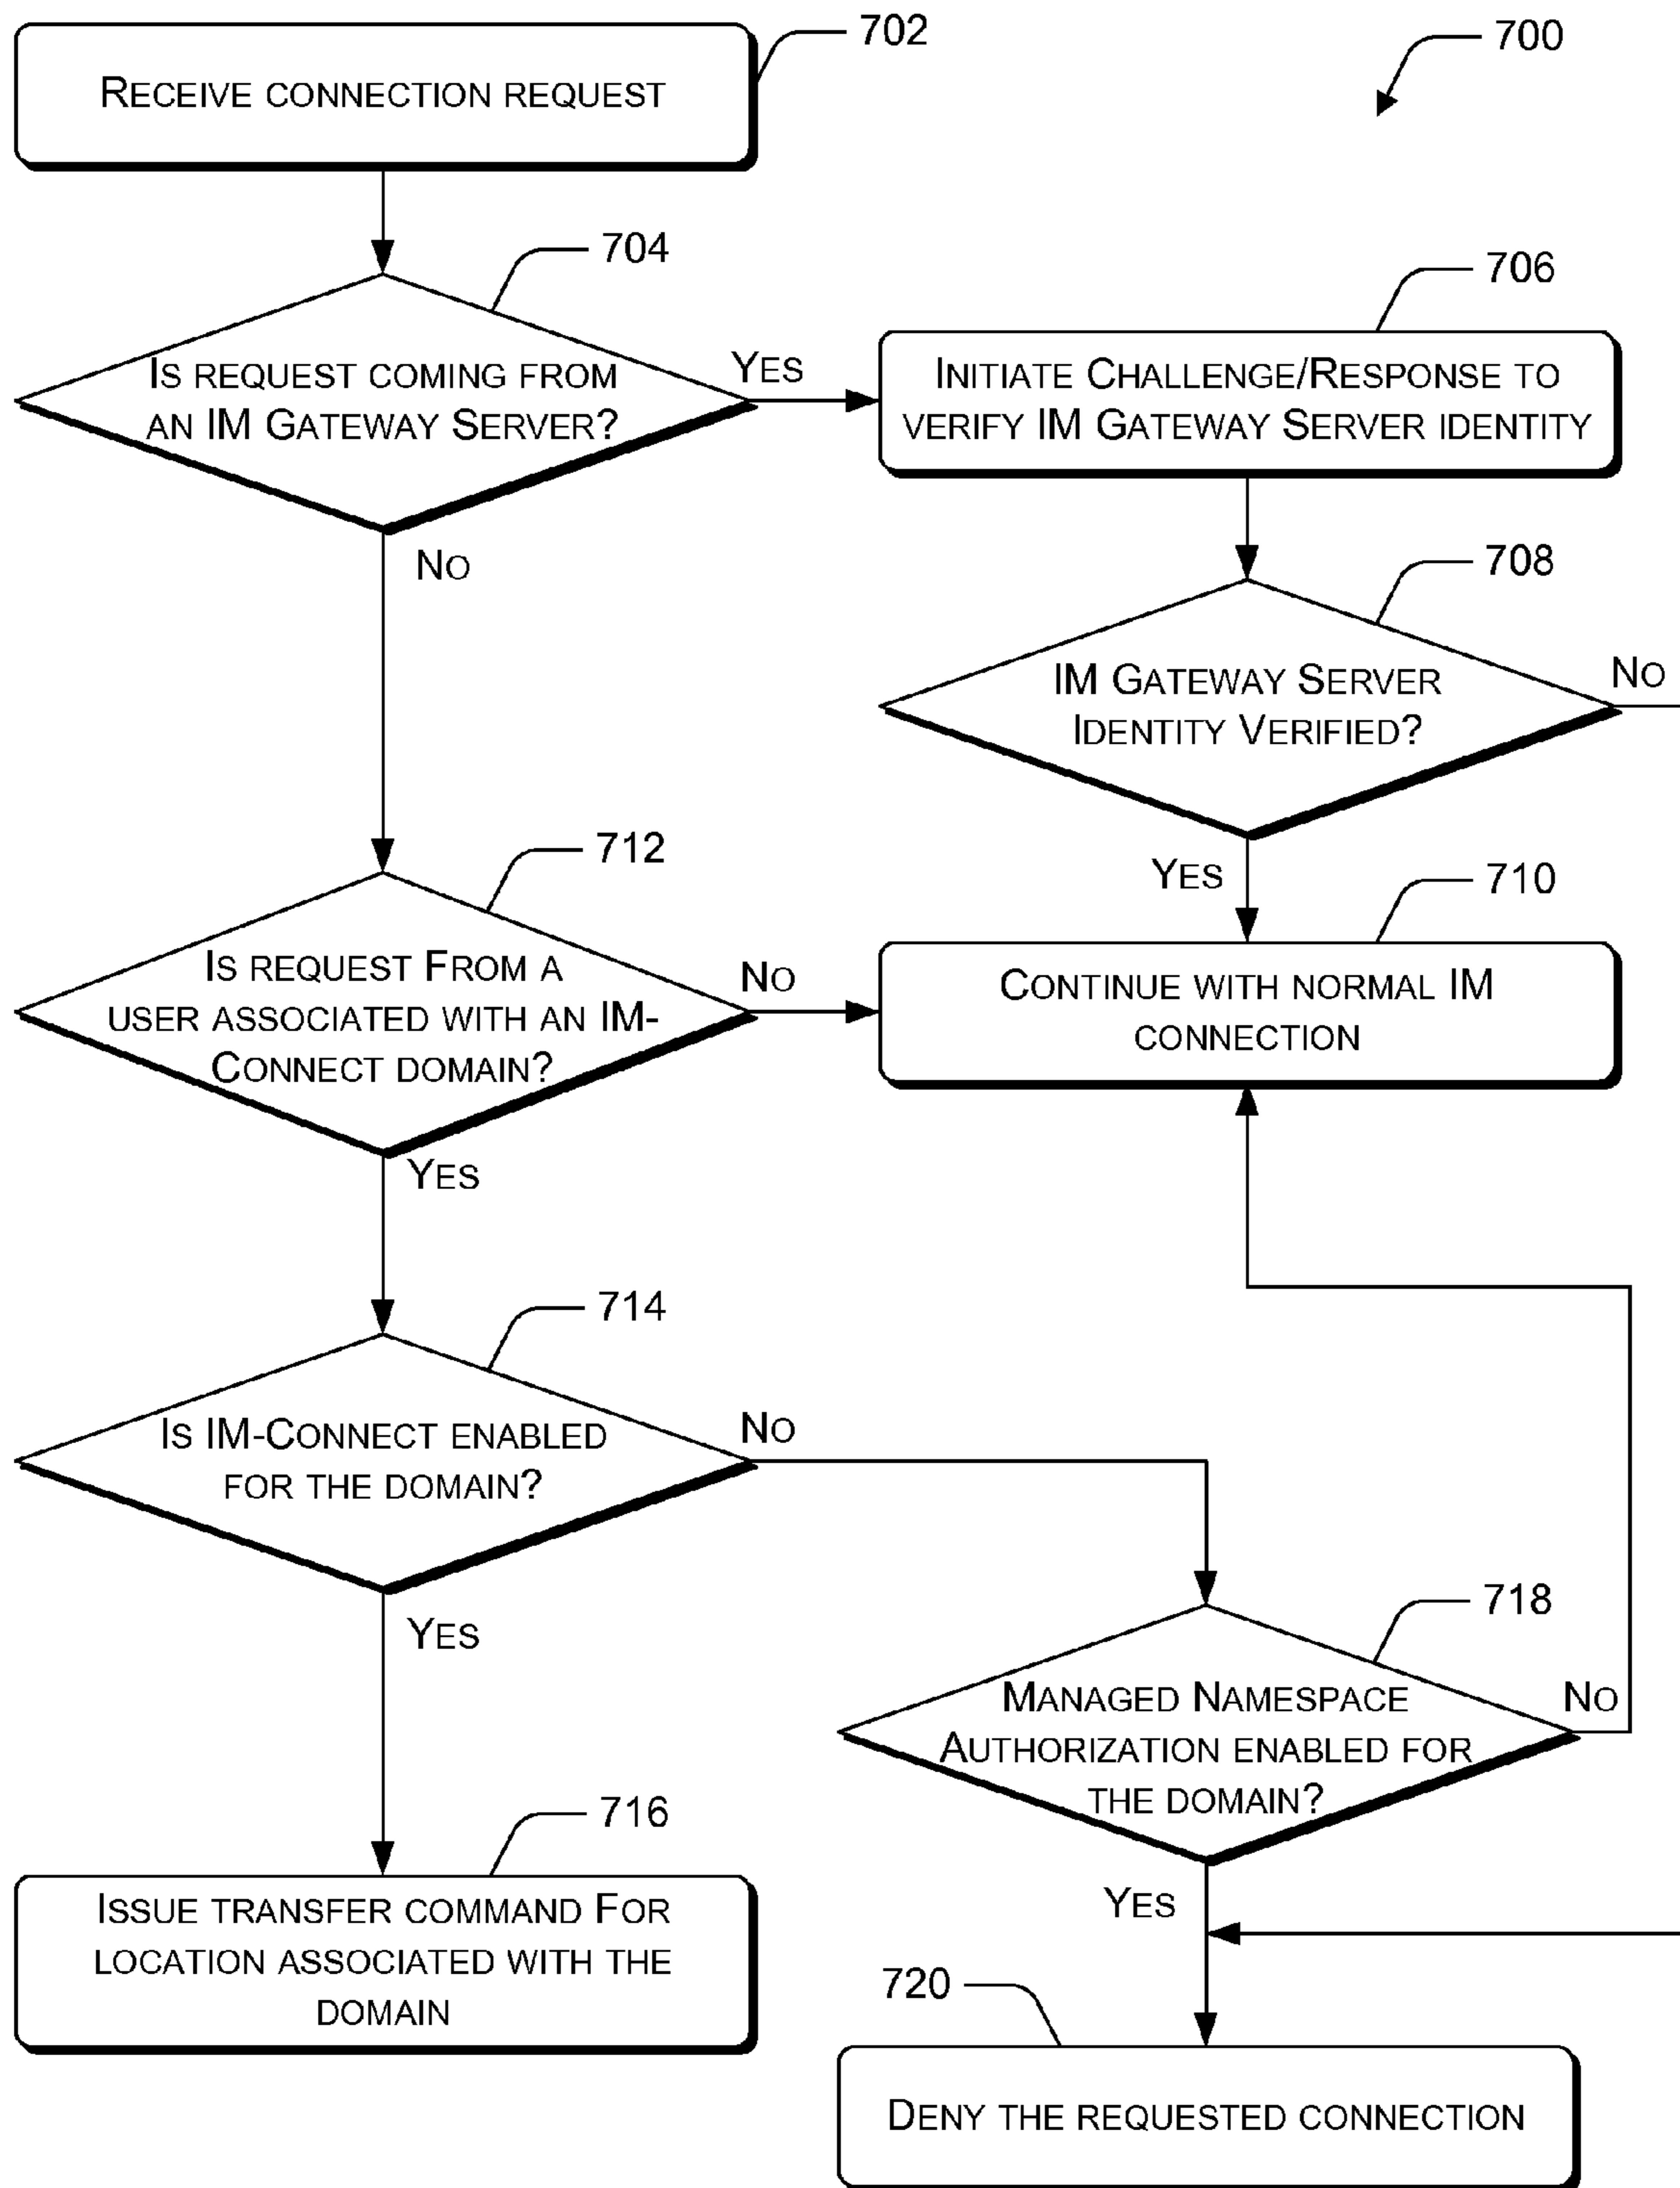 702
700
RECEIVE CONNECTION REQUEST
704
706
IS REQUEST COMING FROM
AN IM GATEWAY SERVER?
YES
INITIATE CHALLENGE/RESPONSE TO
VERIFY IM GATEWAY SERVER IDENTITY
NO
708
IM GATEWAY SERVER
IDENTITY VERIFIED?
NO
712
YES
710
IS REQUEST FROM A
USER ASSOCIATED WITH AN IM-
CONNECT DOMAIN?
NO
CONTINUE WITH NORMAL IM
CONNECTION
YES
714
IS IM-CONNECT ENABLED
FOR THE DOMAIN?
NO
YES
718
MANAGED NAMESPACE
AUTHORIZATION ENABLED FOR
THE DOMAIN?
NO
716
ISSUE TRANSFER COMMAND FOR
LOCATION ASSOCIATED WITH THE
DOMAIN
YES
720
DENY THE REQUESTED CONNECTION